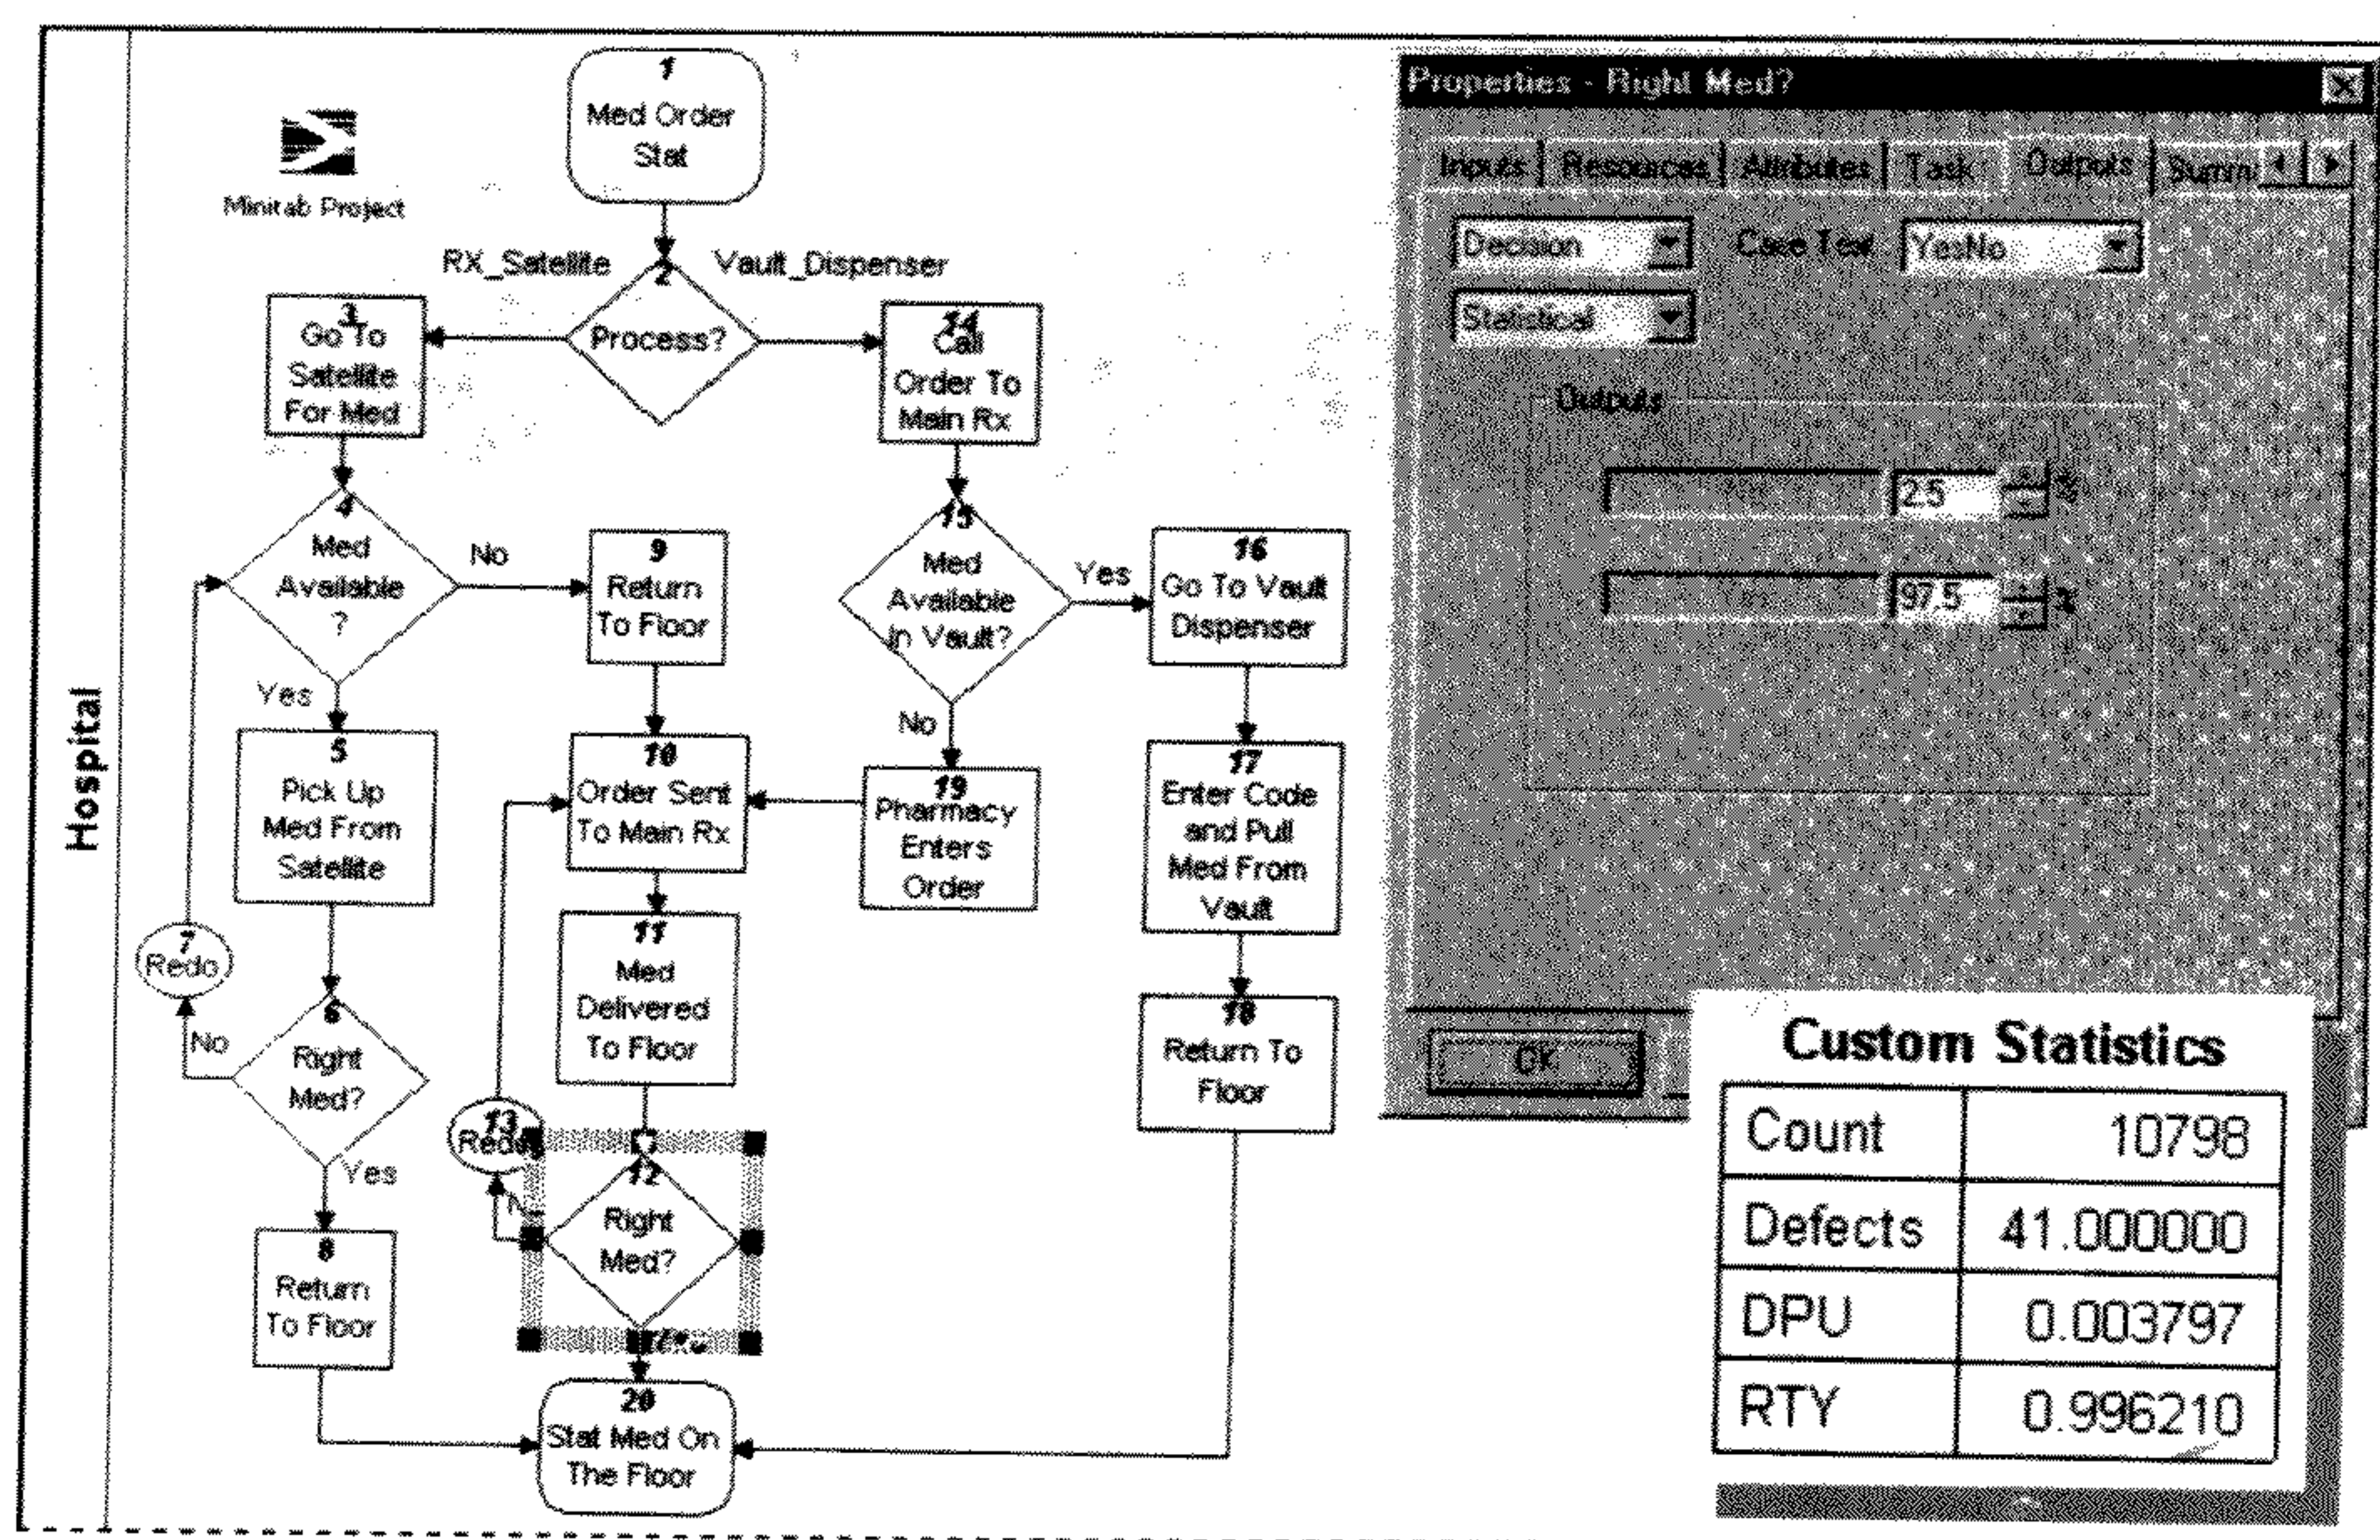 Hospital
Minitab Project
1
Med Order
Stat
RX_Satellite
Vault_Dispenser
2
Process?
3
Go To
Satellite
For Med
14
Call
Order To
Main Rx
4
Med
Available
?
No
Yes
9
Return
To Floor
15
Med
Available
In Vault?
Yes
No
16
Go To Vault
Dispenser
5
Pick Up
Med From
Satellite
10
Order Sent
To Main Rx
19
Pharmacy
Enters
Order
17
Enter Code
and Pull
Med From
Vault
7
Redo
11
Med
Delivered
To Floor
6
Right
Med?
No
Yes
18
Return To
Floor
13
12
Right
Med?
8
Return
To Floor
20
Stat Med On
The Floor
Properties - Right Med?
Inputs
Resources
Attributes
Task
Outputs
Summ
Decision
Case Text
YesNo
Statistical
Outputs
2.5
97.5
OK
Custom Statistics
Count 10798
Defects 41.000000
DPU 0.003797
RTY 0.996210